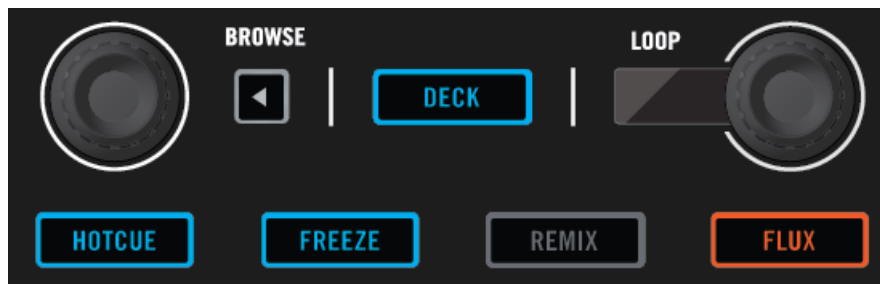 BROWSE
LOOP
DECK
HOTCUE
FREEZE
REMIX
FLUX